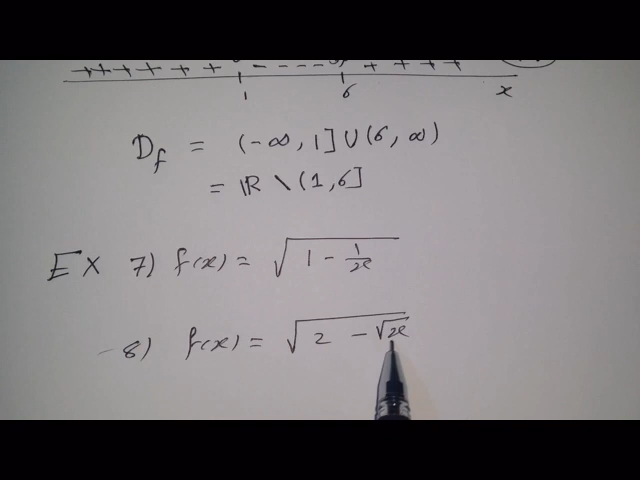 +++ + + + - - - - + + + +
1 6 x
D_f = (-∞, 1] ∪ (6, ∞)
= ℝ \ (1, 6]
EX 7) f(x) = √(1 - 1/x)
8) f(x) = √(2 - √x)